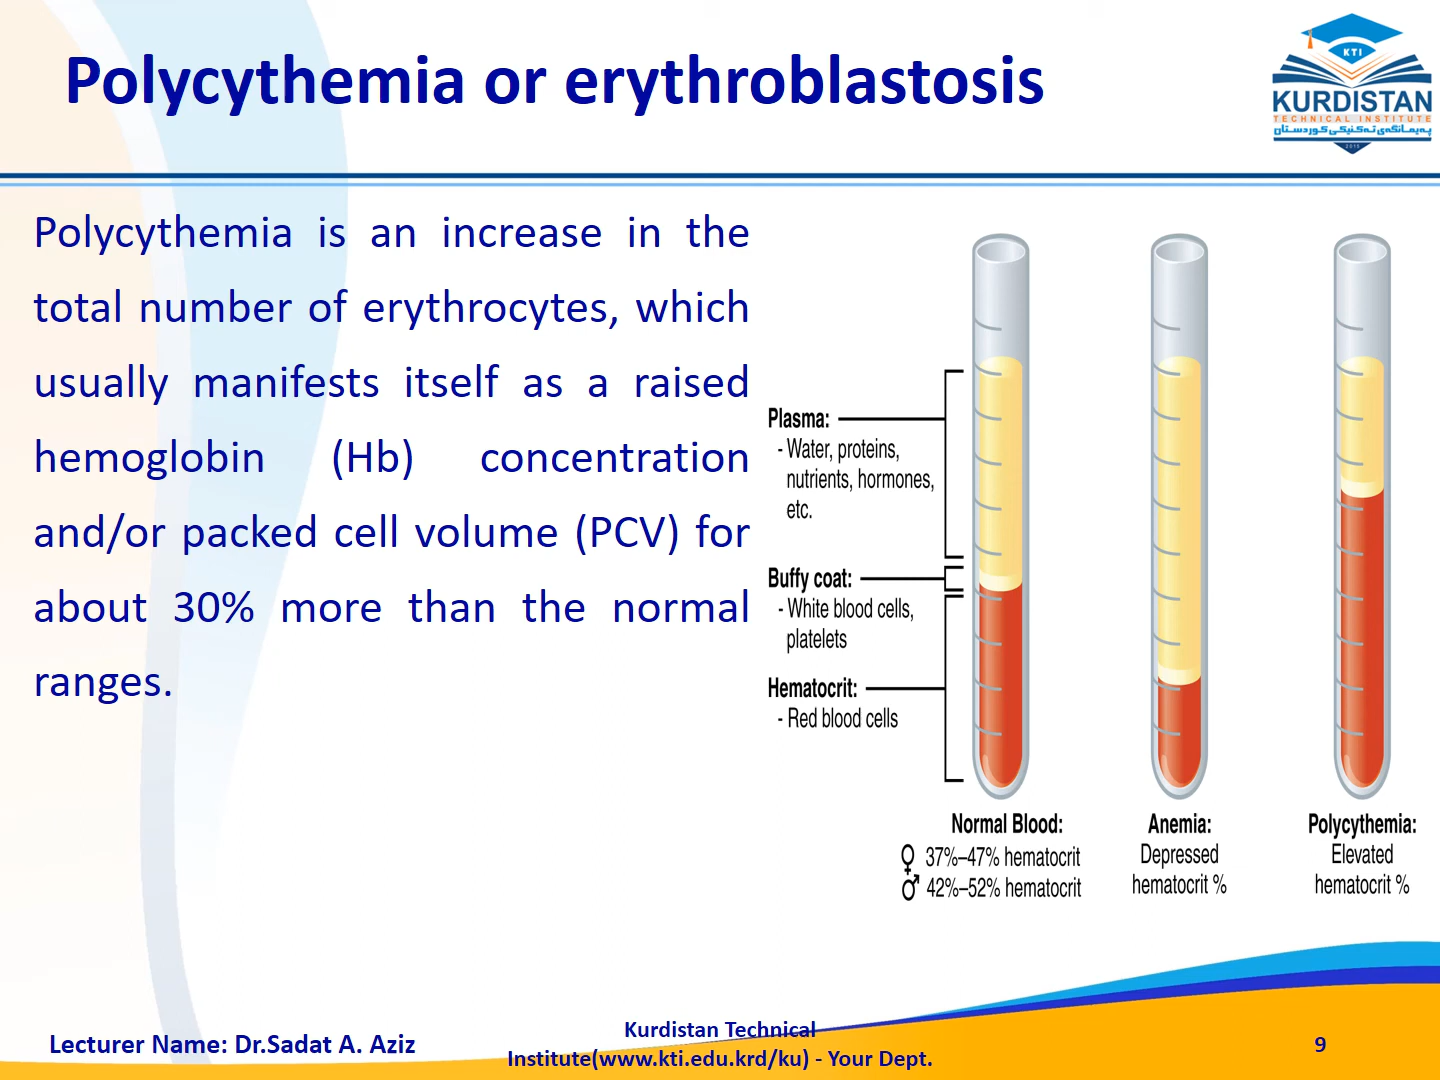 Polycythemia or erythroblastosis
KTI
KURDISTAN
TECHNICAL INSTITUTE
پەیمانگەی تەکنیکی کوردستان
2015
Polycythemia is an increase in the
total number of erythrocytes, which
usually manifests itself as a raised
hemoglobin (Hb) concentration
and/or packed cell volume (PCV) for
about 30% more than the normal
ranges.
Plasma:
- Water, proteins,
nutrients, hormones,
etc.
Buffy coat:
- White blood cells,
platelets
Hematocrit:
- Red blood cells
Normal Blood:
♀ 37%–47% hematocrit
♂ 42%–52% hematocrit
Anemia:
Depressed
hematocrit %
Polycythemia:
Elevated
hematocrit %
Lecturer Name: Dr.Sadat A. Aziz
Kurdistan Technical
Institute(www.kti.edu.krd/ku) - Your Dept.
9